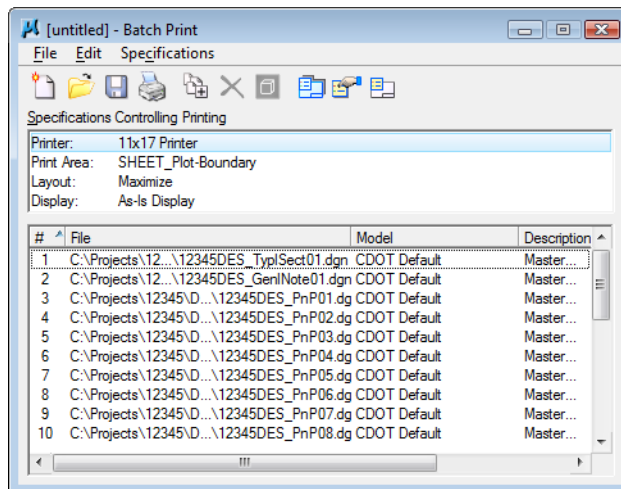 [untitled] - Batch Print
File Edit Specifications
Specifications Controlling Printing
Printer: 11x17 Printer
Print Area: SHEET_Plot-Boundary
Layout: Maximize
Display: As-Is Display
# File Model Description
1 C:\Projects\12...\12345DES_TyplSect01.dgn CDOT Default Master...
2 C:\Projects\12...\12345DES_GenlNote01.dgn CDOT Default Master...
3 C:\Projects\12345\D...\12345DES_PnP01.dg CDOT Default Master...
4 C:\Projects\12345\D...\12345DES_PnP02.dg CDOT Default Master...
5 C:\Projects\12345\D...\12345DES_PnP03.dg CDOT Default Master...
6 C:\Projects\12345\D...\12345DES_PnP04.dg CDOT Default Master...
7 C:\Projects\12345\D...\12345DES_PnP05.dg CDOT Default Master...
8 C:\Projects\12345\D...\12345DES_PnP06.dg CDOT Default Master...
9 C:\Projects\12345\D...\12345DES_PnP07.dg CDOT Default Master...
10 C:\Projects\12345\D...\12345DES_PnP08.dg CDOT Default Master...